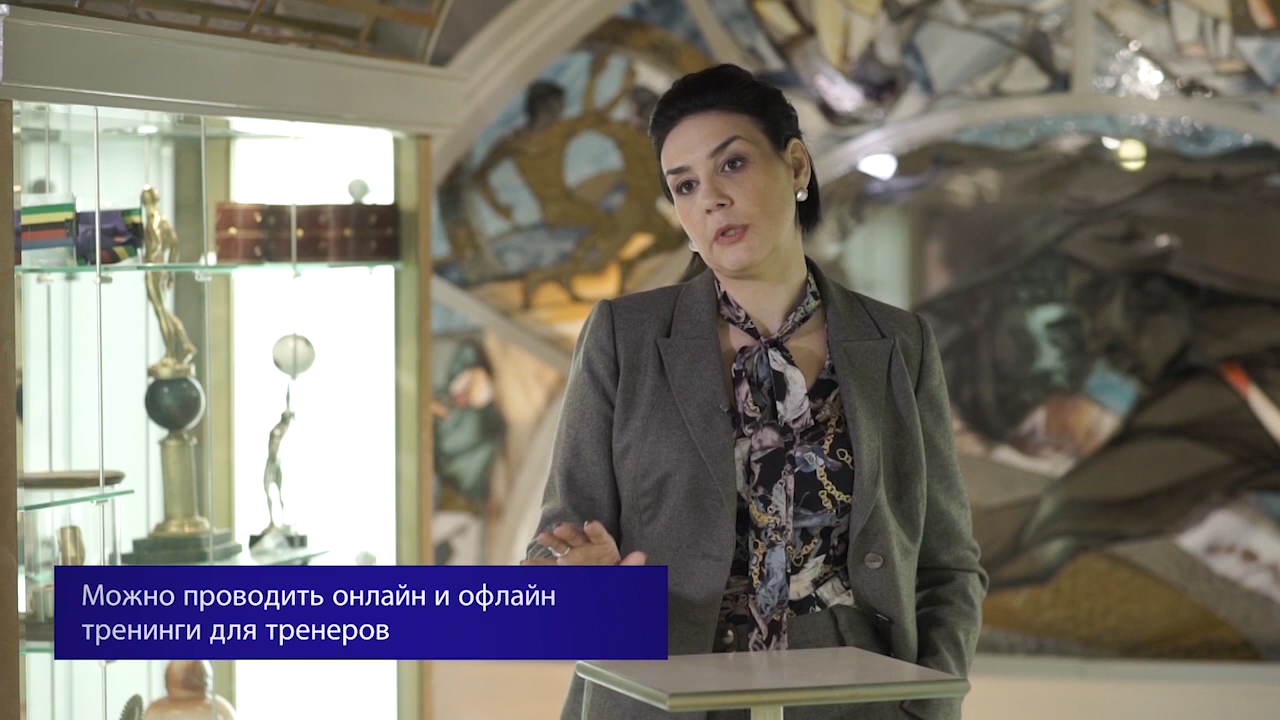 Можно проводить онлайн и офлайн
тренинги для тренеров